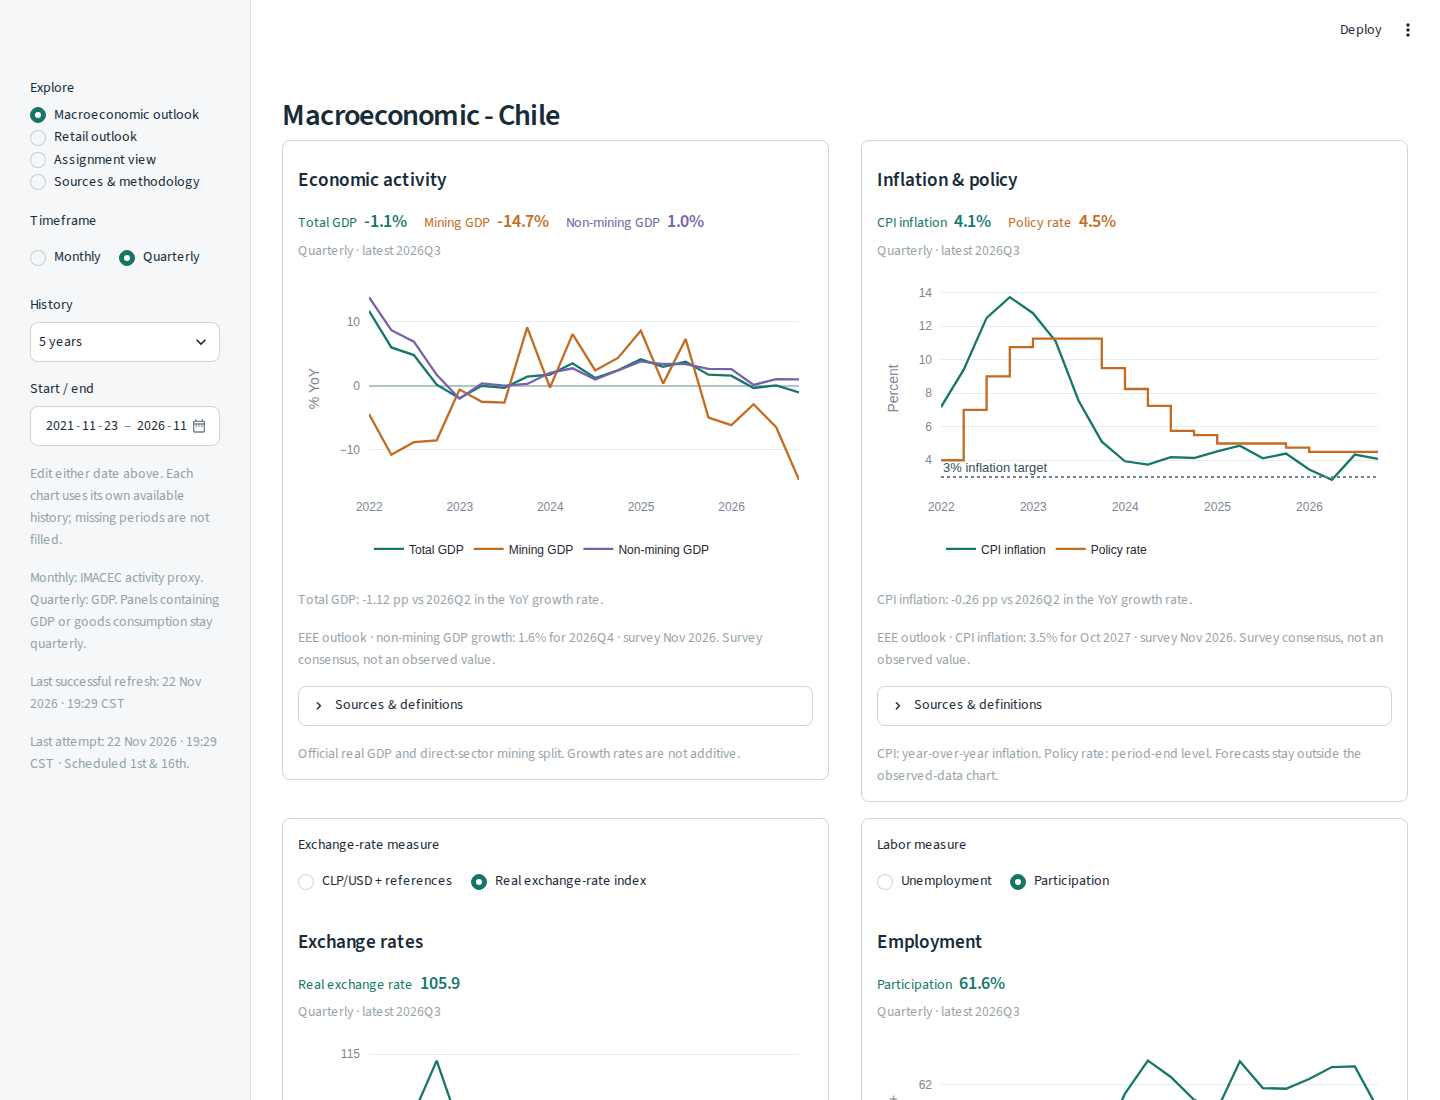 Deploy
Explore
Macroeconomic outlook
Retail outlook
Assignment view
Sources & methodology
Timeframe
Monthly
Quarterly
History
5 years
Start / end
2021-11-23 – 2026-11
Edit either date above. Each
chart uses its own available
history; missing periods are not
filled.
Monthly: IMACEC activity proxy.
Quarterly: GDP. Panels containing
GDP or goods consumption stay
quarterly.
Last successful refresh: 22 Nov
2026 · 19:29 CST
Last attempt: 22 Nov 2026 · 19:29
CST · Scheduled 1st & 16th.
Macroeconomic - Chile
Economic activity
Total GDP -1.1% Mining GDP -14.7% Non-mining GDP 1.0%
Quarterly · latest 2026Q3
% YoY
10
0
−10
2022 2023 2024 2025 2026
Total GDP Mining GDP Non-mining GDP
Total GDP: -1.12 pp vs 2026Q2 in the YoY growth rate.
EEE outlook · non-mining GDP growth: 1.6% for 2026Q4 · survey Nov 2026. Survey
consensus, not an observed value.
Sources & definitions
Official real GDP and direct-sector mining split. Growth rates are not additive.
Inflation & policy
CPI inflation 4.1% Policy rate 4.5%
Quarterly · latest 2026Q3
Percent
14
12
10
8
6
4
3% inflation target
2022 2023 2024 2025 2026
CPI inflation Policy rate
CPI inflation: -0.26 pp vs 2026Q2 in the YoY growth rate.
EEE outlook · CPI inflation: 3.5% for Oct 2027 · survey Nov 2026. Survey consensus, not an
observed value.
Sources & definitions
CPI: year-over-year inflation. Policy rate: period-end level. Forecasts stay outside the
observed-data chart.
Exchange-rate measure
CLP/USD + references
Real exchange-rate index
Exchange rates
Real exchange rate 105.9
Quarterly · latest 2026Q3
115
Labor measure
Unemployment
Participation
Employment
Participation 61.6%
Quarterly · latest 2026Q3
62